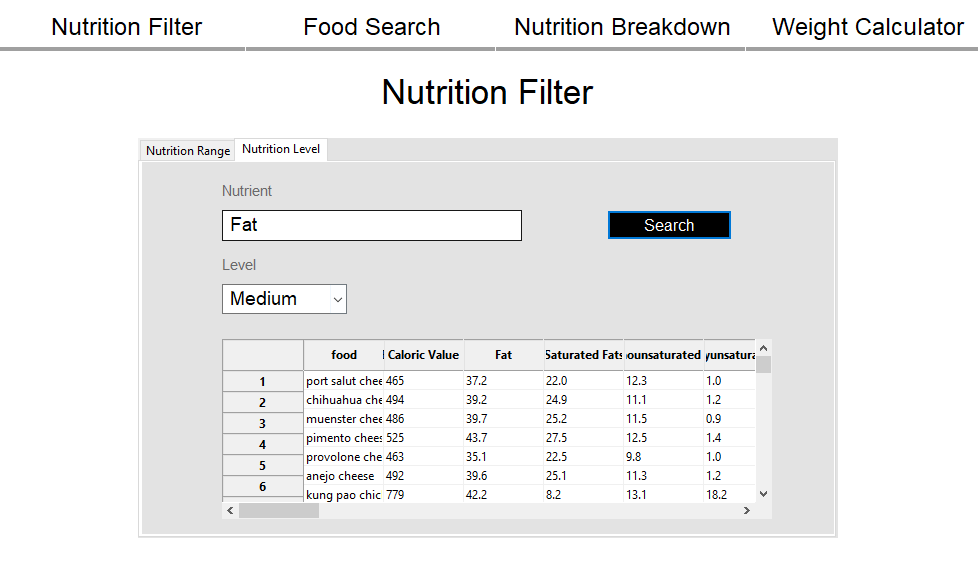 Nutrition Filter Food Search Nutrition Breakdown Weight Calculator
Nutrition Filter
Nutrition Range Nutrition Level
Nutrient
Fat Search
Level
Medium
food Caloric Value Fat Saturated Fats ounsaturated yunsatura
1 port salut chee 465 37.2 22.0 12.3 1.0
2 chihuahua che 494 39.2 24.9 11.1 1.2
3 muenster chee 486 39.7 25.2 11.5 0.9
4 pimento chees 525 43.7 27.5 12.5 1.4
5 provolone che 463 35.1 22.5 9.8 1.0
6 anejo cheese 492 39.6 25.1 11.3 1.2
kung pao chic 779 42.2 8.2 13.1 18.2